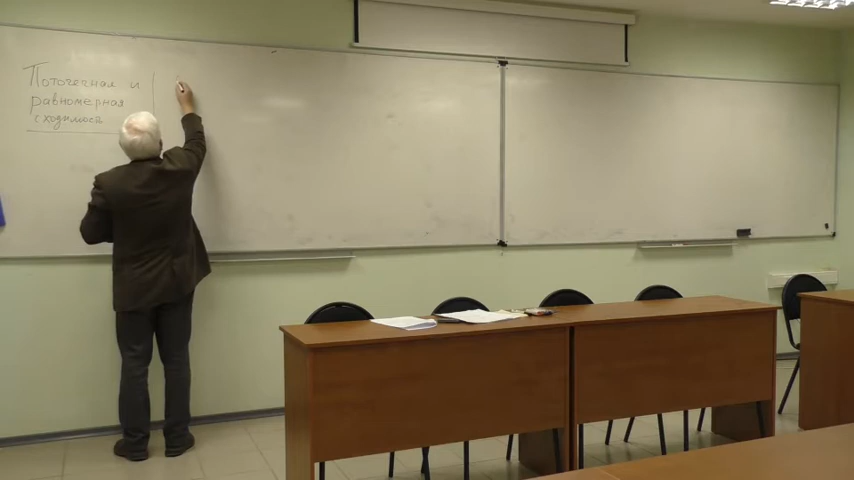 Поточечная и
равномерная
сходимость